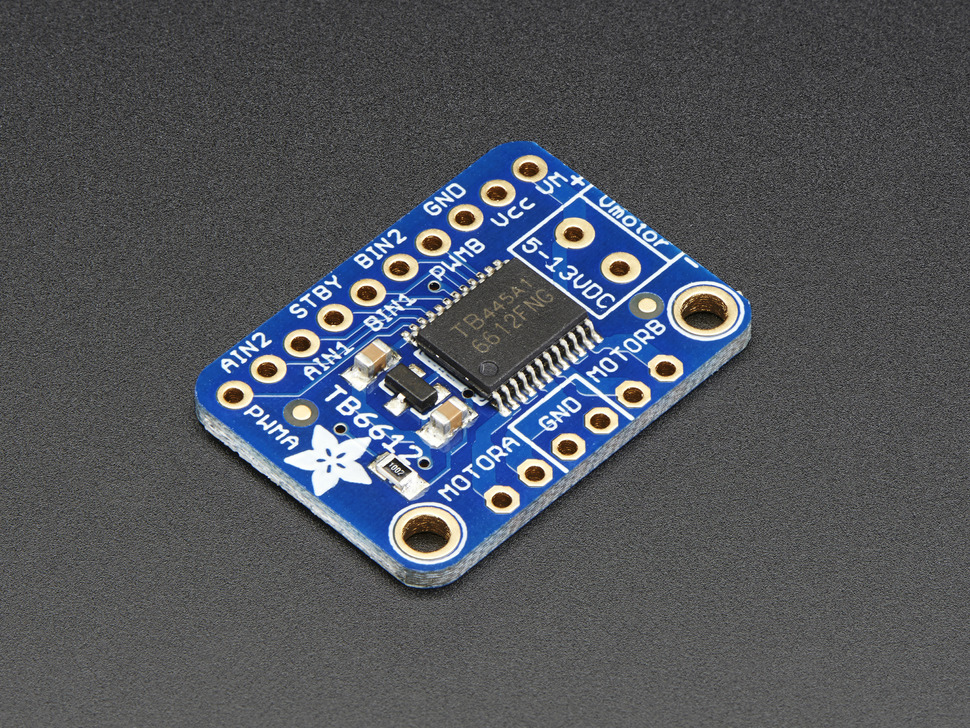 VM +
Vcc
GND
Vmotor
-
5-13VDC
BIN2
PWMB
STBY
BIN1
AIN2
AIN1
PWMA
TB445A1
6612FNG
TB6612
1002
MOTORB
GND
MOTORA